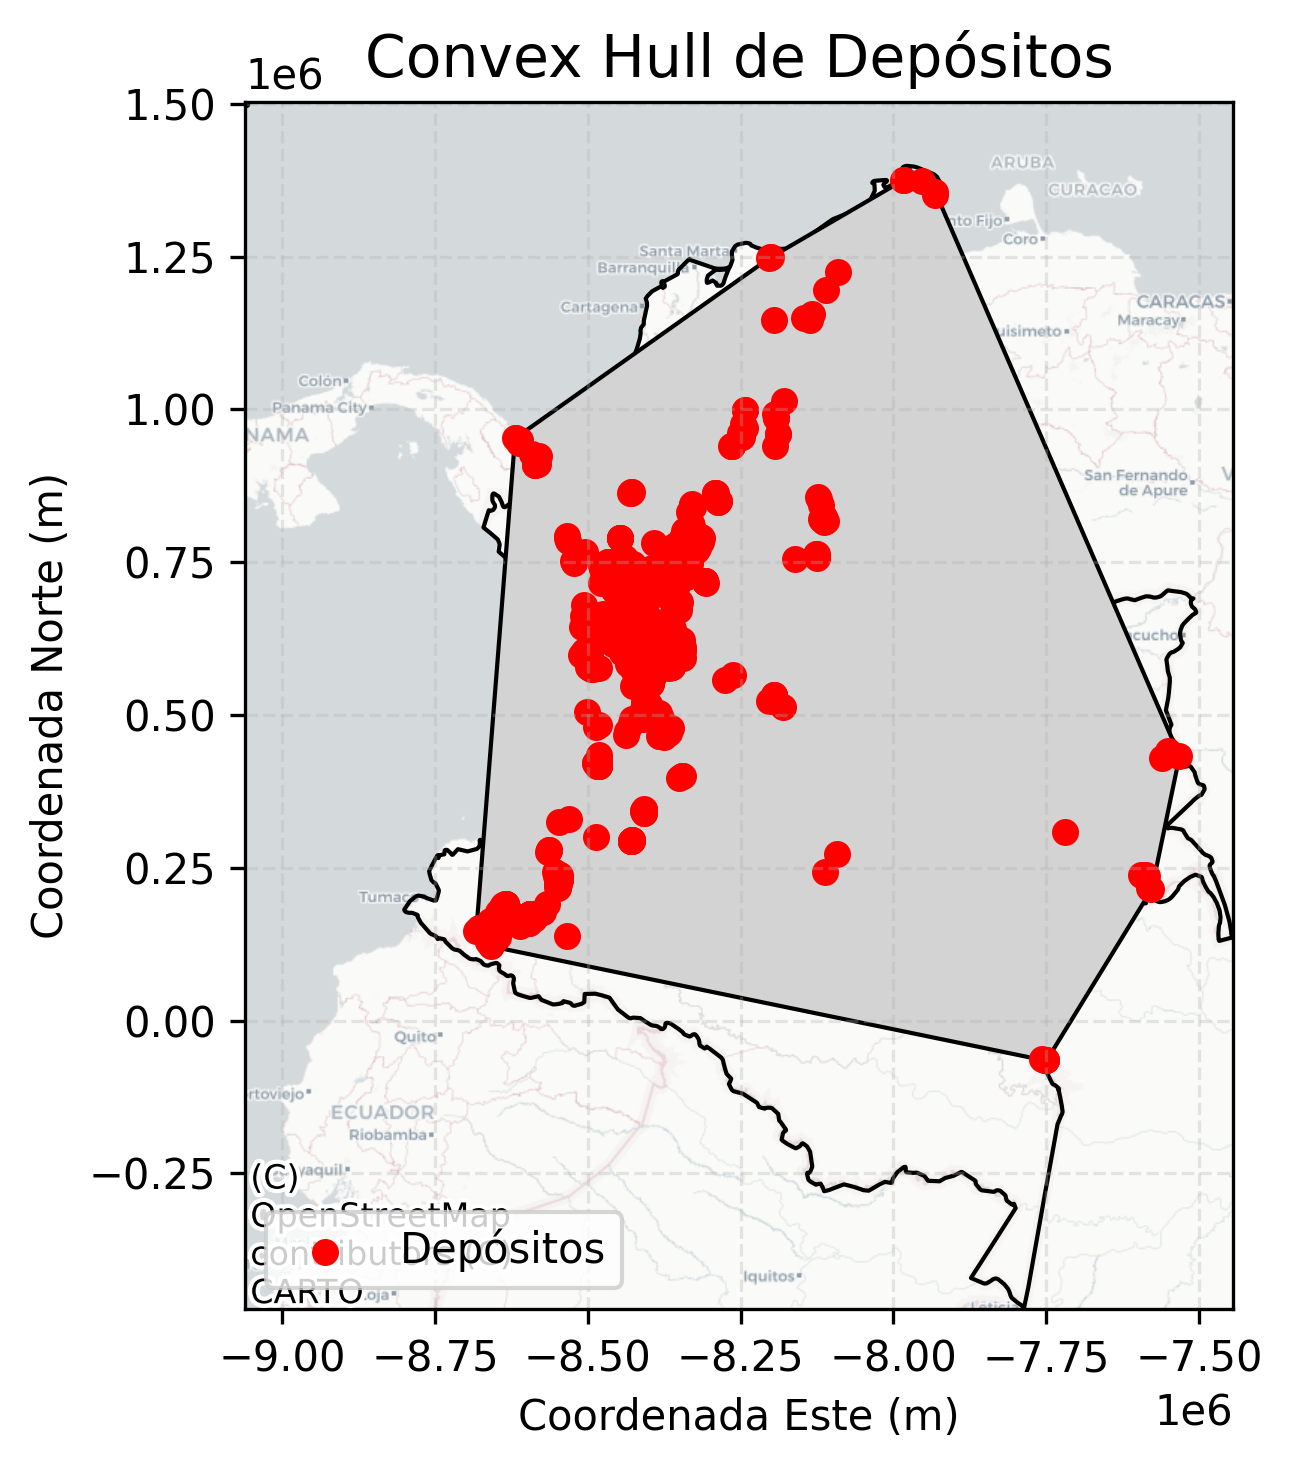 Convex Hull de Depósitos
1e6
1.50
1.25
1.00
0.75
0.50
0.25
0.00
−0.25
Coordenada Norte (m)
ARUBA
CURACAO
nto Fijo
Coro
Santa Marta
Barranquilla
Cartagena
CARACAS
Maracay
uisimeto
Colón
Panama City
NAMA
San Fernando
de Apure
V
cucho
Tumaco
Quito
rtoviejo
ECUADOR
Riobamba
yaquil
Iquitos
Leticia
.oja
(C)
OpenStreetMap
contributors (C)
CARTO
Depósitos
−9.00 −8.75 −8.50 −8.25 −8.00 −7.75 −7.50
Coordenada Este (m)
1e6